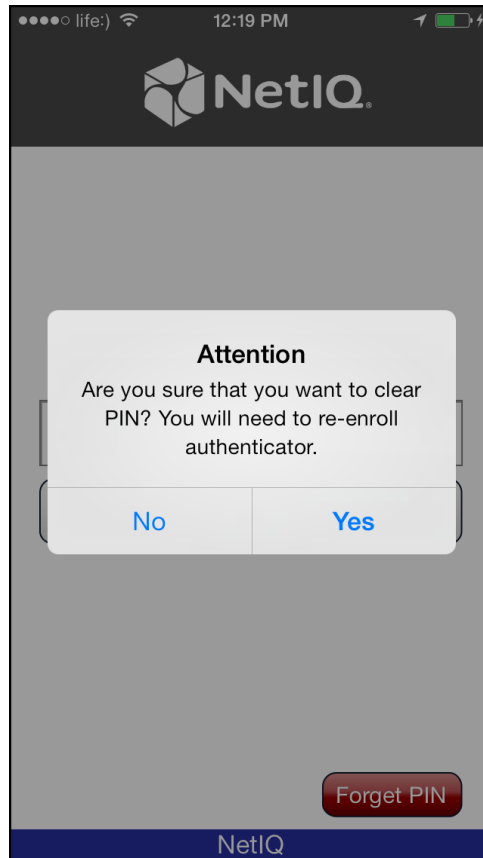 life:) 12:19 PM
NetIQ®
Attention
Are you sure that you want to clear
PIN? You will need to re-enroll
authenticator.
No Yes
Forget PIN
NetIQ